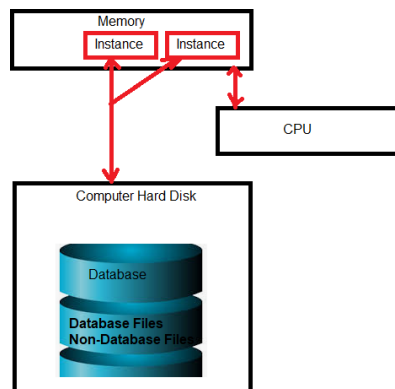 Memory
Instance Instance
CPU
Computer Hard Disk
Database
Database Files
Non-Database Files